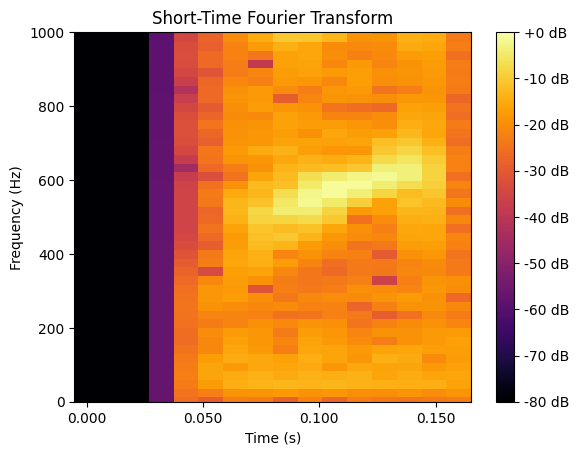 Short-Time Fourier Transform
Frequency (Hz)
1000
800
600
400
200
0
0.000
0.050
0.100
0.150
Time (s)
+0 dB
-10 dB
-20 dB
-30 dB
-40 dB
-50 dB
-60 dB
-70 dB
-80 dB